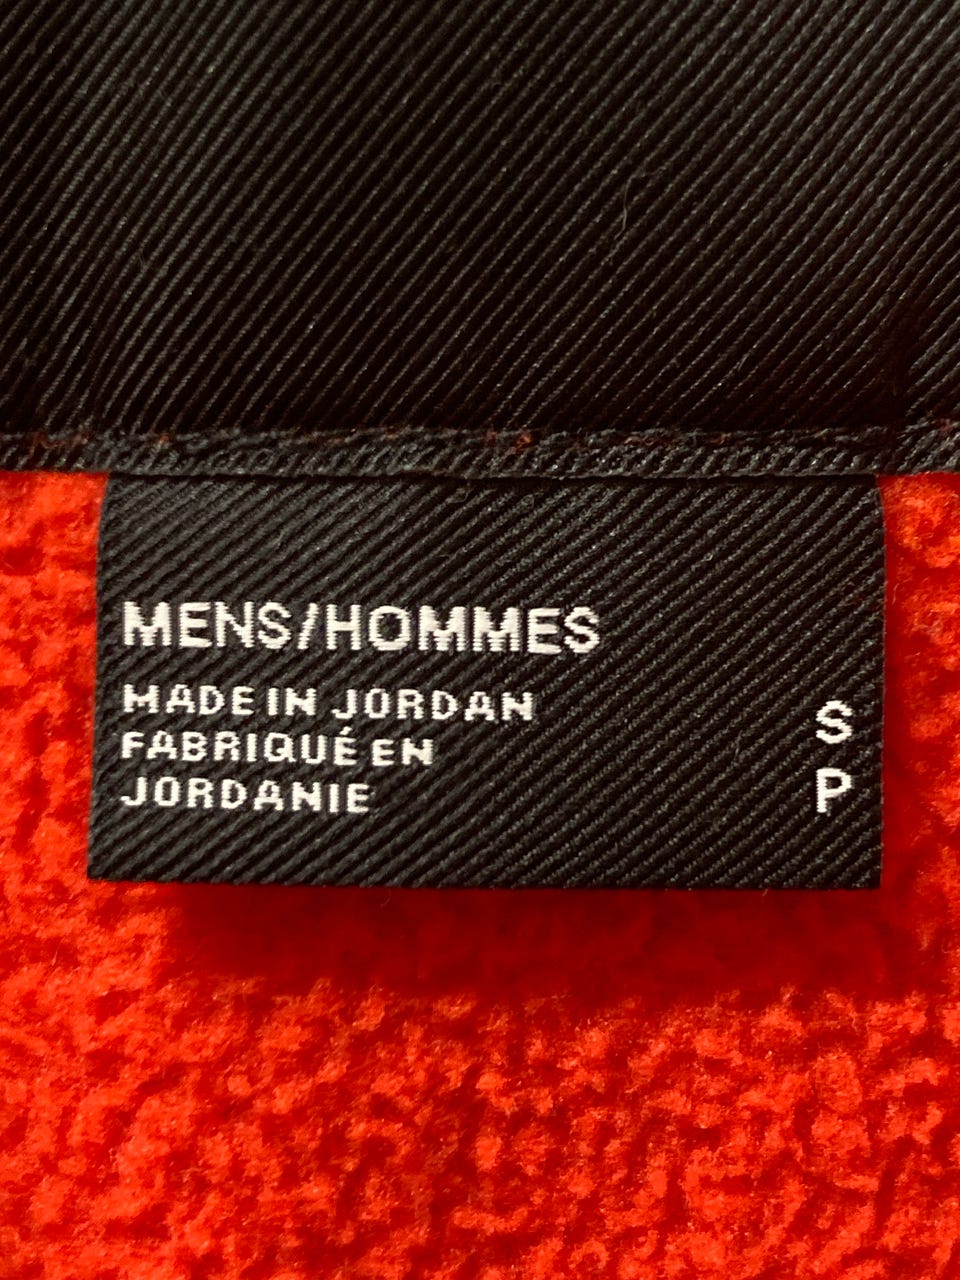 MENS/HOMMES
MADE IN JORDAN
FABRIQUÉ EN
JORDANIE
S
P